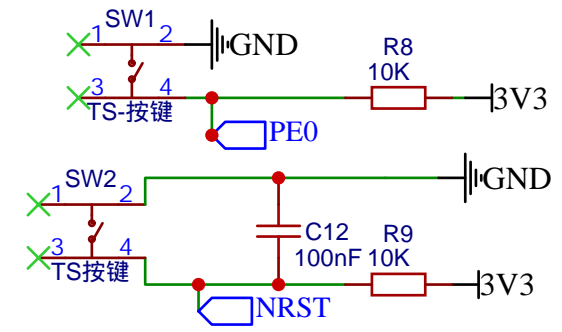 SW1
1 2 GND
R8
10K
3 4 3V3
TS-按键
PE0
SW2
1 2 GND
C12 R9
100nF 10K
3 4 3V3
TS按键
NRST